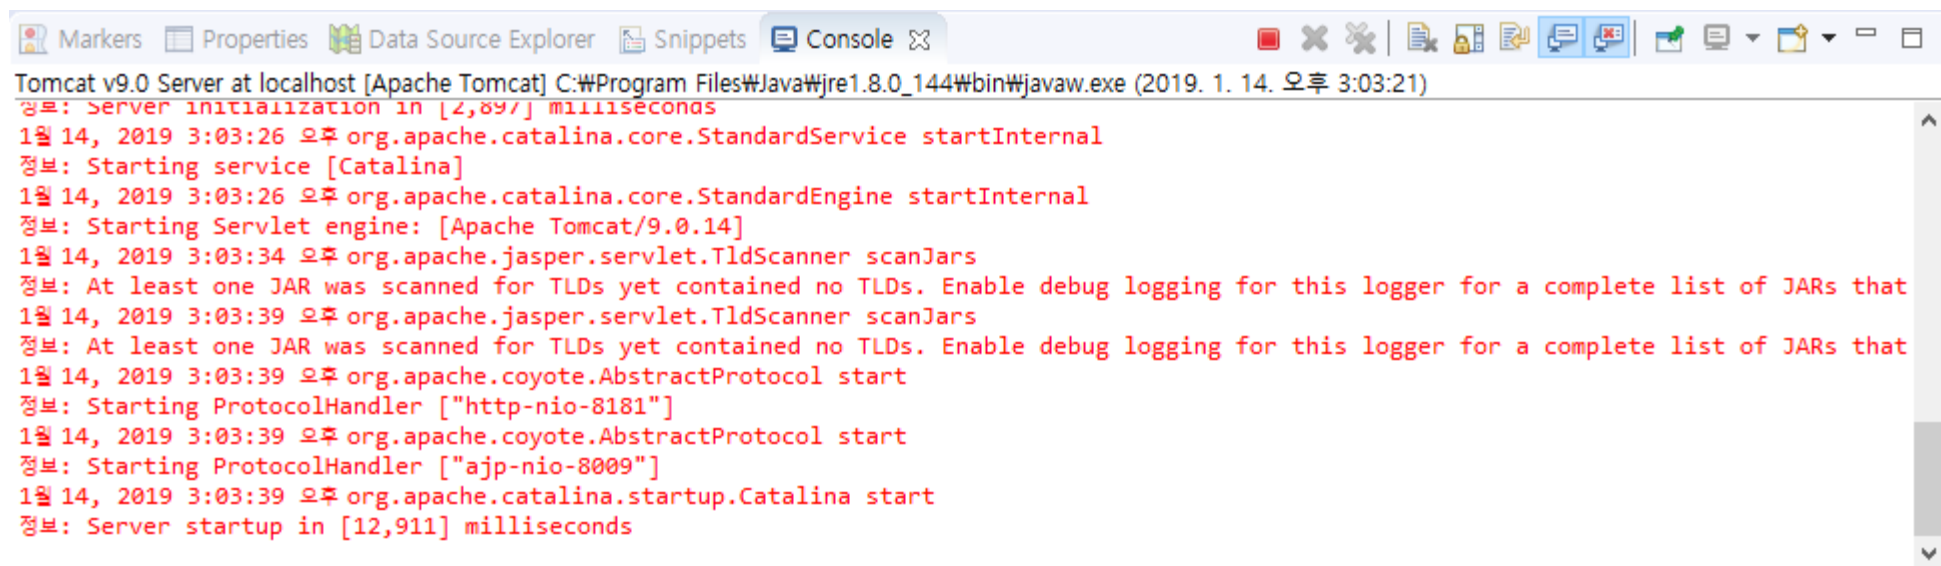 Markers Properties Data Source Explorer Snippets Console
Tomcat v9.0 Server at localhost [Apache Tomcat] C:₩Program Files₩Java₩jre1.8.0_144₩bin₩javaw.exe (2019. 1. 14. 오후 3:03:21)
정보: Server initialization in [2,897] milliseconds
1월 14, 2019 3:03:26 오후 org.apache.catalina.core.StandardService startInternal
정보: Starting service [Catalina]
1월 14, 2019 3:03:26 오후 org.apache.catalina.core.StandardEngine startInternal
정보: Starting Servlet engine: [Apache Tomcat/9.0.14]
1월 14, 2019 3:03:34 오후 org.apache.jasper.servlet.TldScanner scanJars
정보: At least one JAR was scanned for TLDs yet contained no TLDs. Enable debug logging for this logger for a complete list of JARs that
1월 14, 2019 3:03:39 오후 org.apache.jasper.servlet.TldScanner scanJars
정보: At least one JAR was scanned for TLDs yet contained no TLDs. Enable debug logging for this logger for a complete list of JARs that
1월 14, 2019 3:03:39 오후 org.apache.coyote.AbstractProtocol start
정보: Starting ProtocolHandler ["http-nio-8181"]
1월 14, 2019 3:03:39 오후 org.apache.coyote.AbstractProtocol start
정보: Starting ProtocolHandler ["ajp-nio-8009"]
1월 14, 2019 3:03:39 오후 org.apache.catalina.startup.Catalina start
정보: Server startup in [12,911] milliseconds